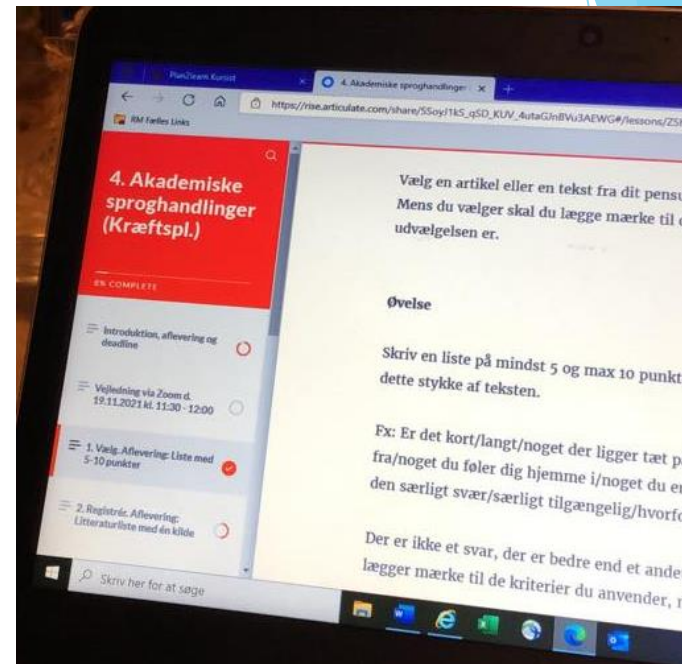 Plan2learn Kursist
4. Akademiske sproghandlinger
https://rise.articulate.com/share/
RM Fælles Links
4. Akademiske
sproghandlinger
(Kræftspl.)
8% COMPLETE
Introduktion, aflevering og
deadline
Vejledning via Zoom d.
19.11.2021 kl. 11:30 - 12:00
1. Vælg. Aflevering: Liste med
5-10 punkter
2. Registrér. Aflevering:
Litteraturliste med én kilde
Skriv her for at søge
Vælg en artikel eller en tekst fra dit pensu
Mens du vælger skal du lægge mærke til
udvælgelsen er.
Øvelse
Skriv en liste på mindst 5 og max 10 punkt
dette stykke af teksten.
Fx: Er det kort/langt/noget der ligger tæt p
fra/noget du føler dig hjemme i/noget du er
den særligt svær/særligt tilgængelig/hvorfo
Der er ikke et svar, der er bedre end et ande
lægger mærke til de kriterier du anvender,